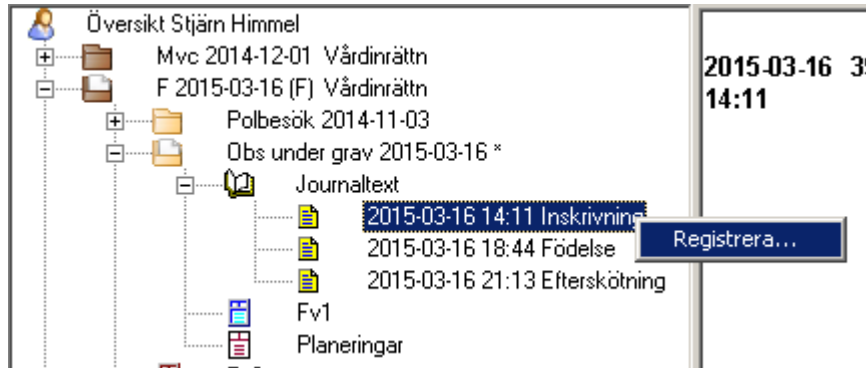 Översikt Stjärn Himmel
Mvc 2014-12-01 Vårdinrättn
F 2015-03-16 (F) Vårdinrättn
Polbesök 2014-11-03
Obs under grav 2015-03-16 *
Journaltext
2015-03-16 14:11 Inskrivning
2015-03-16 18:44 Födelse
2015-03-16 21:13 Efterskötning
Fv1
Planeringar
Registrera...
2015-03-16
14:11